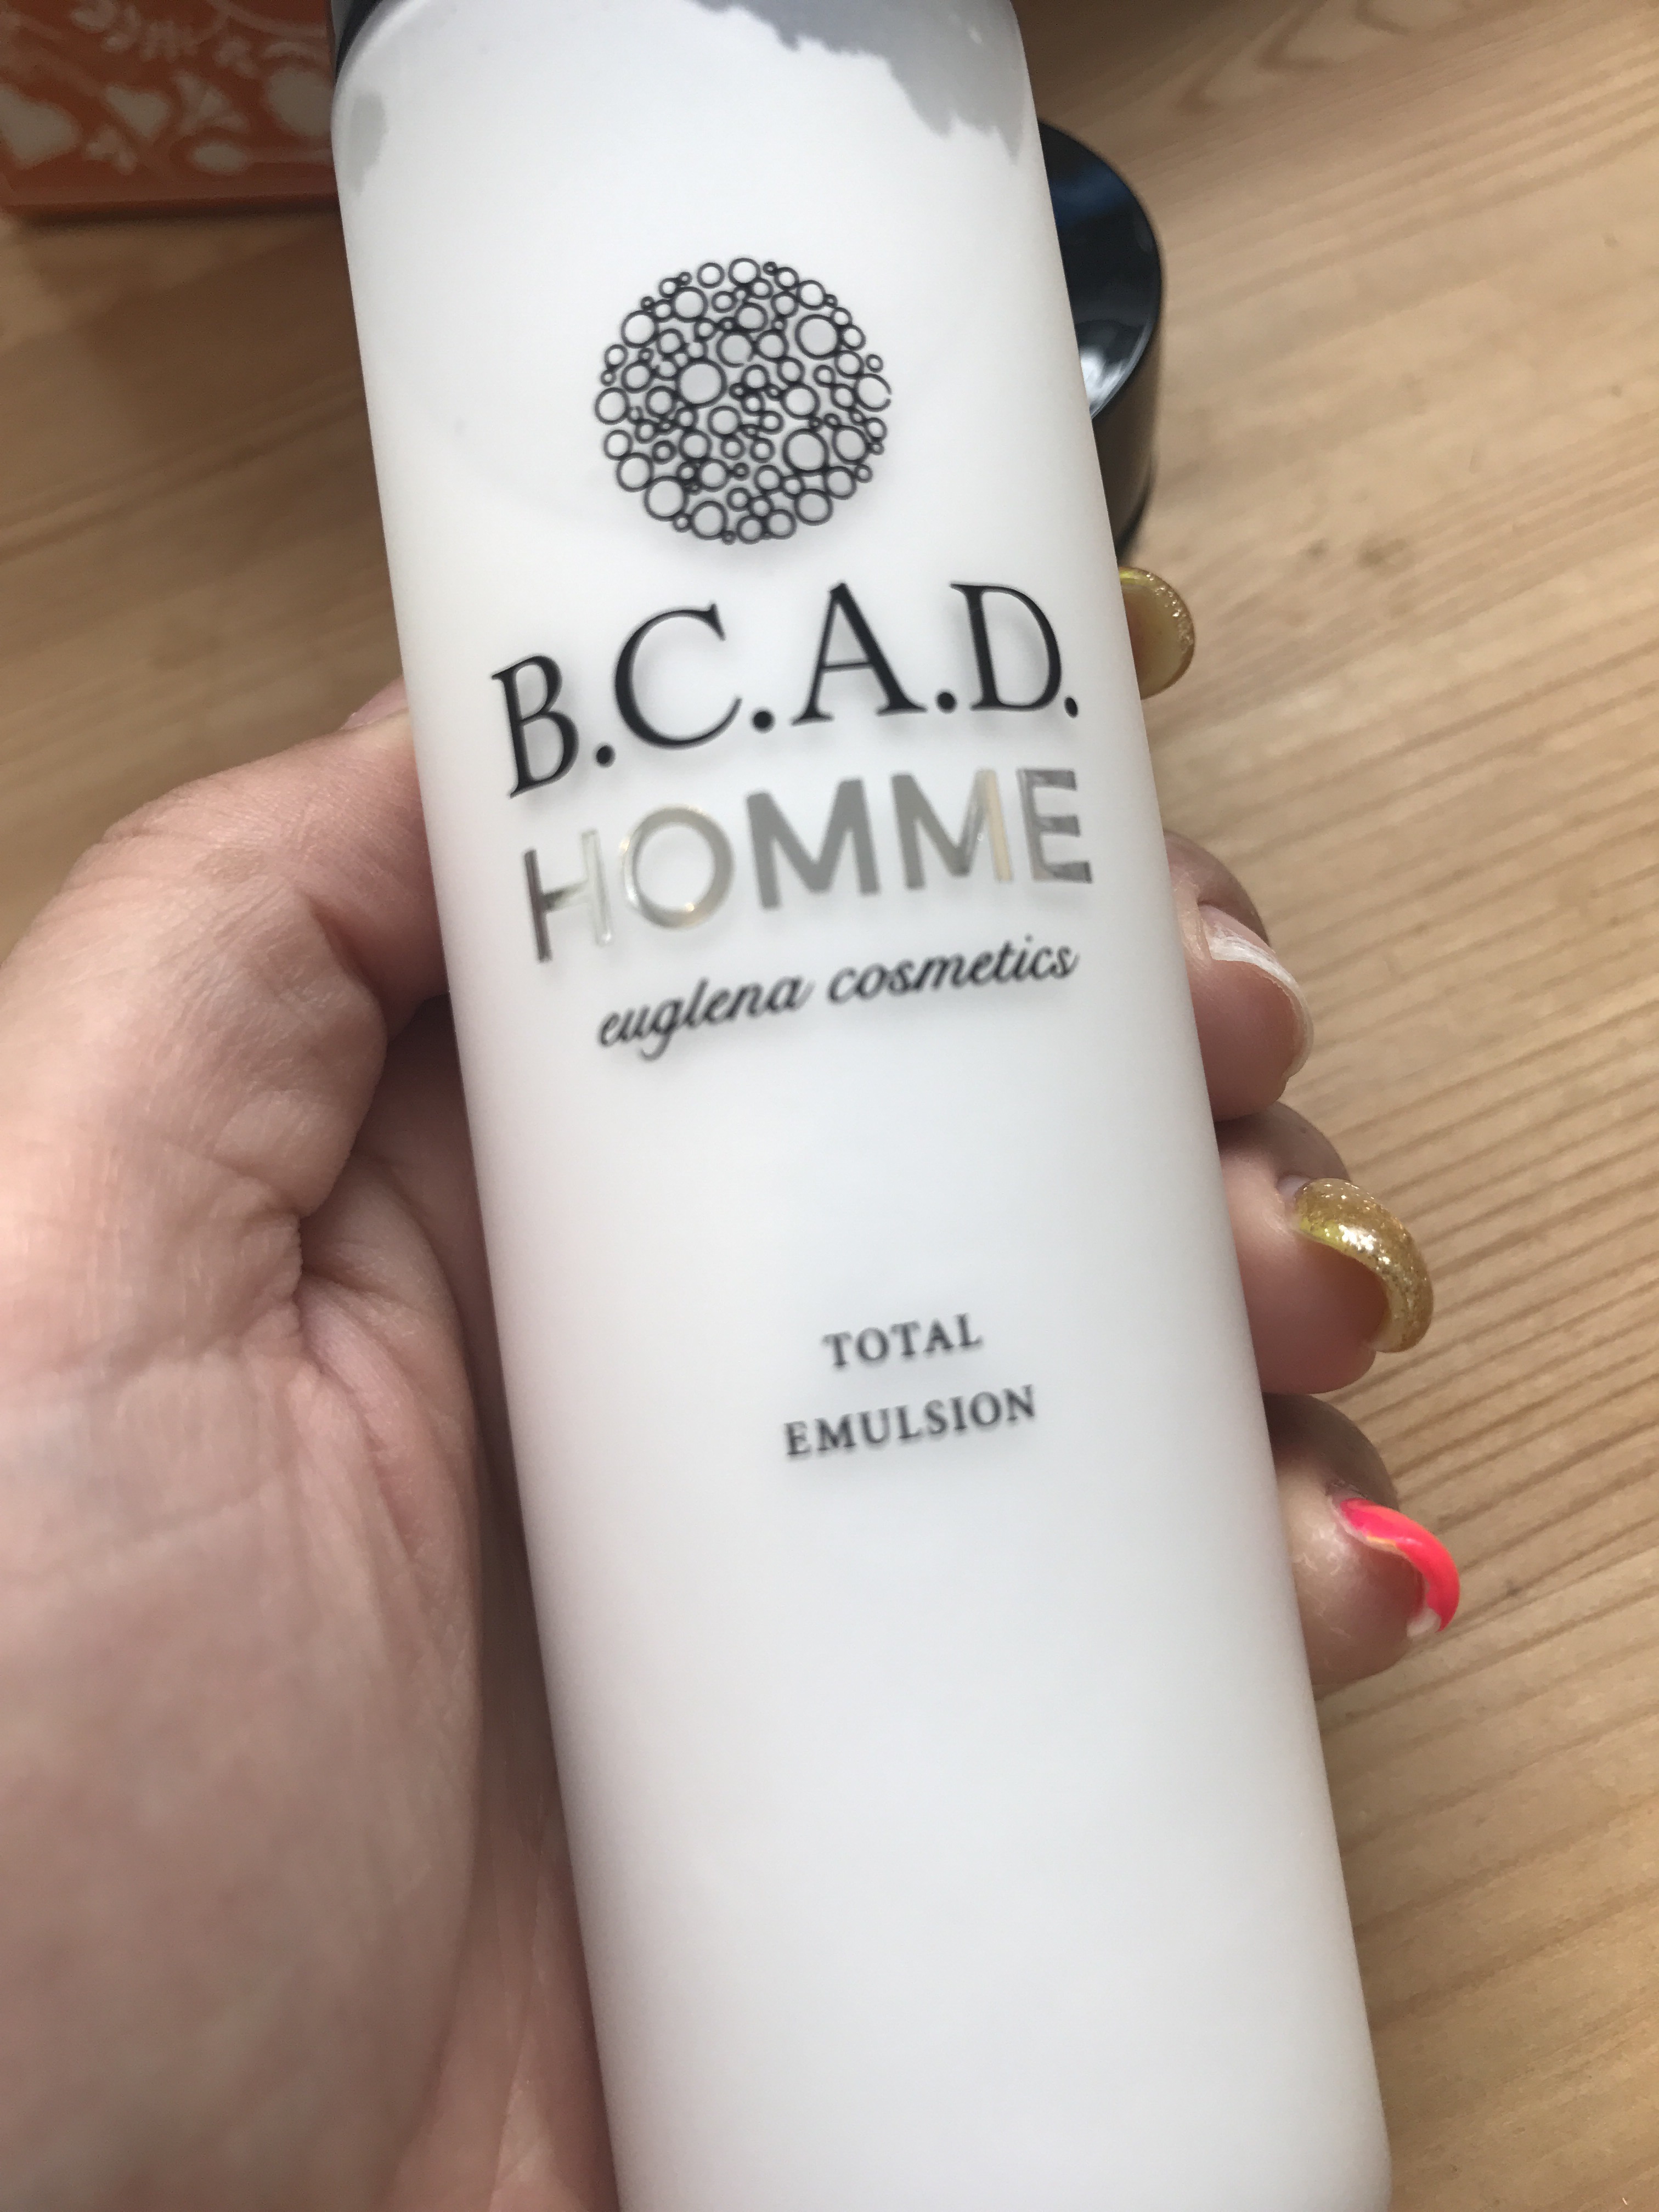 B.C.A.D.
HOMME
euglena cosmetics
TOTAL
EMULSION